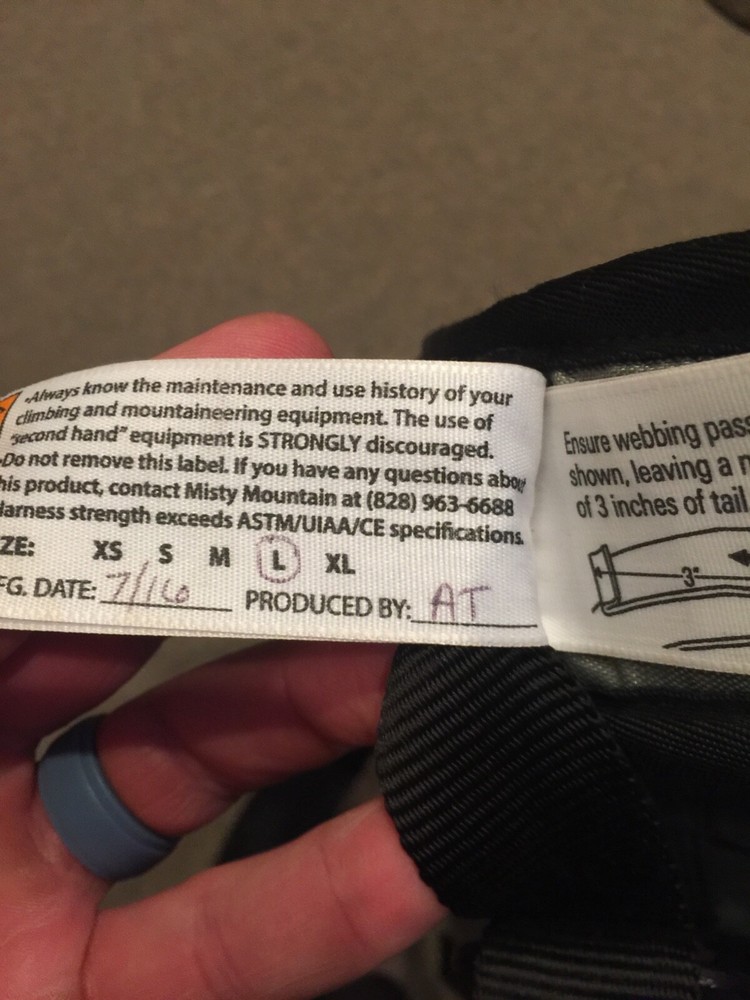 •Always know the maintenance and use history of your
climbing and mountaineering equipment. The use of
"second hand" equipment is STRONGLY discouraged.
•Do not remove this label. If you have any questions about
his product, contact Misty Mountain at (828) 963-6688
Harness strength exceeds ASTM/UIAA/CE specifications.
ZE: XS S M L XL
FG. DATE: 7/16 PRODUCED BY: AT
Ensure webbing pass
shown, leaving a
of 3 inches of tail
3"